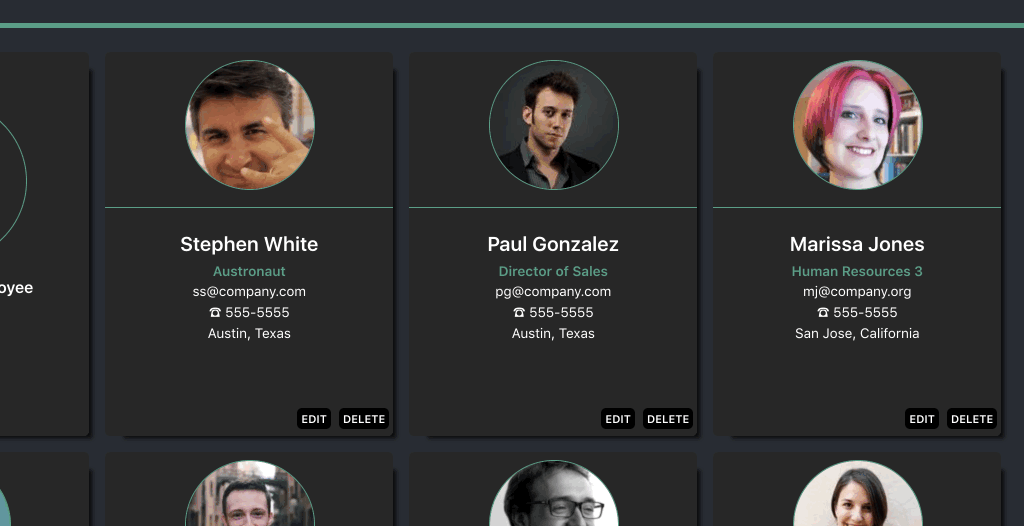 oyee
Stephen White
Austronaut
ss@company.com
☎ 555-5555
Austin, Texas
EDIT DELETE
Paul Gonzalez
Director of Sales
pg@company.com
☎ 555-5555
Austin, Texas
EDIT DELETE
Marissa Jones
Human Resources 3
mj@company.org
☎ 555-5555
San Jose, California
EDIT DELETE